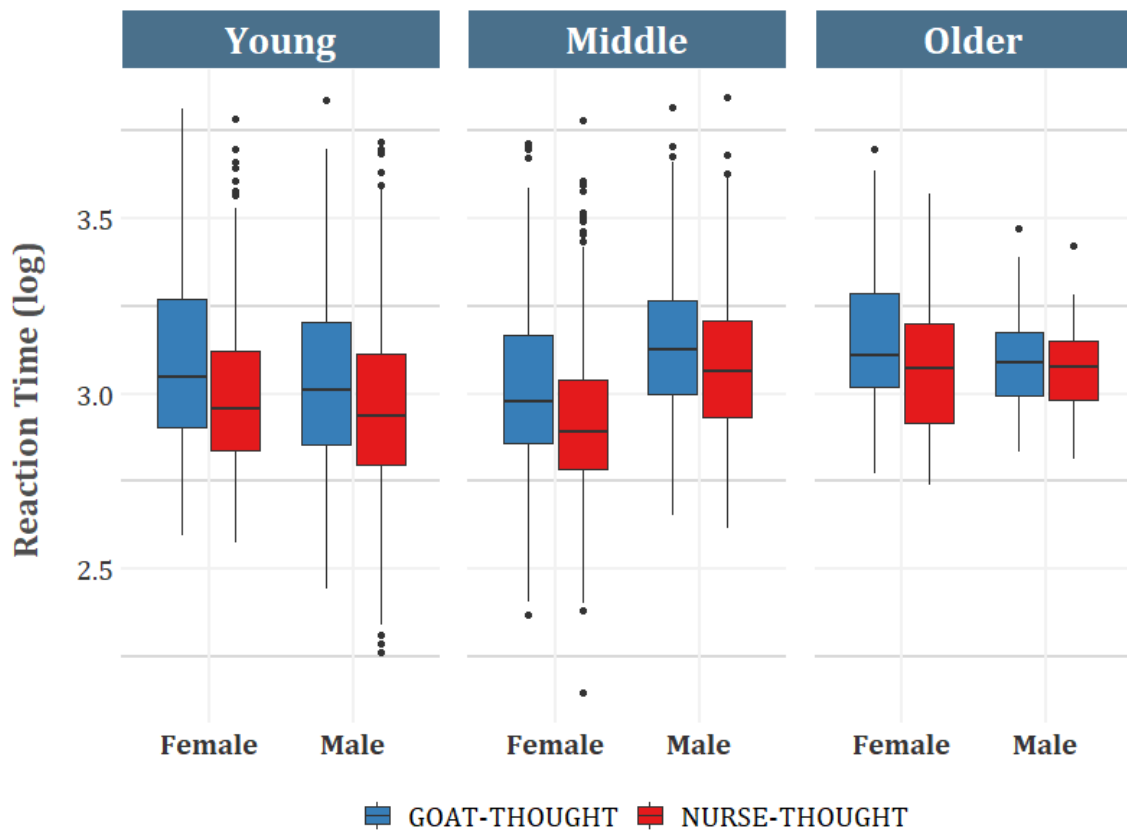 Young Middle Older
Reaction Time (log)
3.5
3.0
2.5
Female Male Female Male Female Male
GOAT-THOUGHT NURSE-THOUGHT